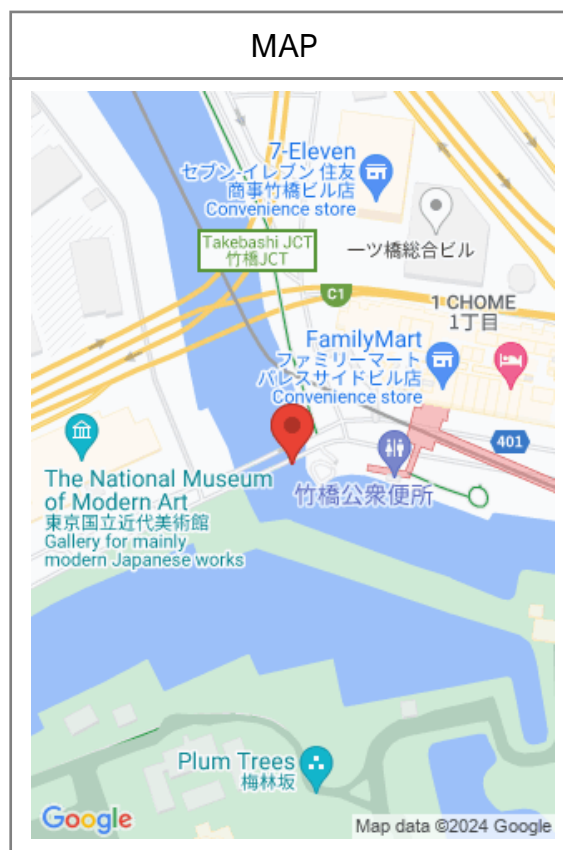 MAP
7-Eleven
セブン-イレブン 住友
商事竹橋ビル店
Convenience store
Takebashi JCT
竹橋JCT
一ツ橋総合ビル
C1
1 CHOME
1丁目
FamilyMart
ファミリーマート
パレスサイドビル店
Convenience store
401
The National Museum
of Modern Art
東京国立近代美術館
Gallery for mainly
modern Japanese works
竹橋公衆便所
Plum Trees
梅林坂
Google
Map data ©2024 Google